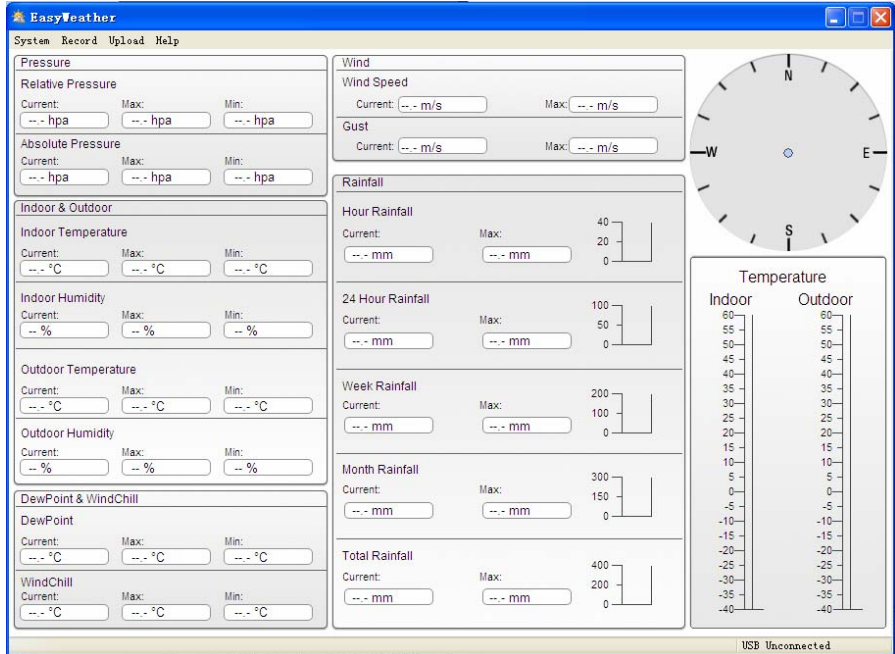 EasyWeather
System Record Upload Help
Pressure
Relative Pressure
Current: Max: Min:
--.- hpa --.- hpa --.- hpa
Absolute Pressure
Current: Max: Min:
--.- hpa --.- hpa --.- hpa
Indoor & Outdoor
Indoor Temperature
Current: Max: Min:
--.- °C --.- °C --.- °C
Indoor Humidity
Current: Max: Min:
-- % -- % -- %
Outdoor Temperature
Current: Max: Min:
--.- °C --.- °C --.- °C
Outdoor Humidity
Current: Max: Min:
-- % -- % -- %
DewPoint & WindChill
DewPoint
Current: Max: Min:
--.- °C --.- °C --.- °C
WindChill
Current: Max: Min:
--.- °C --.- °C --.- °C
Wind
Wind Speed
Current: --.- m/s Max: --.- m/s
Gust
Current: --.- m/s Max: --.- m/s
Rainfall
Hour Rainfall
Current: Max:
--.- mm --.- mm
40
20
0
24 Hour Rainfall
Current: Max:
--.- mm --.- mm
100
50
0
Week Rainfall
Current: Max:
--.- mm --.- mm
200
100
0
Month Rainfall
Current: Max:
--.- mm --.- mm
300
150
0
Total Rainfall
Current: Max:
--.- mm --.- mm
400
200
0
N
W E
S
Temperature
Indoor Outdoor
60 60
55 55
50 50
45 45
40 40
35 35
30 30
25 25
20 20
15 15
10 10
5 5
0 0
-5 -5
-10 -10
-15 -15
-20 -20
-25 -25
-30 -30
-35 -35
-40 -40
USB Unconnected